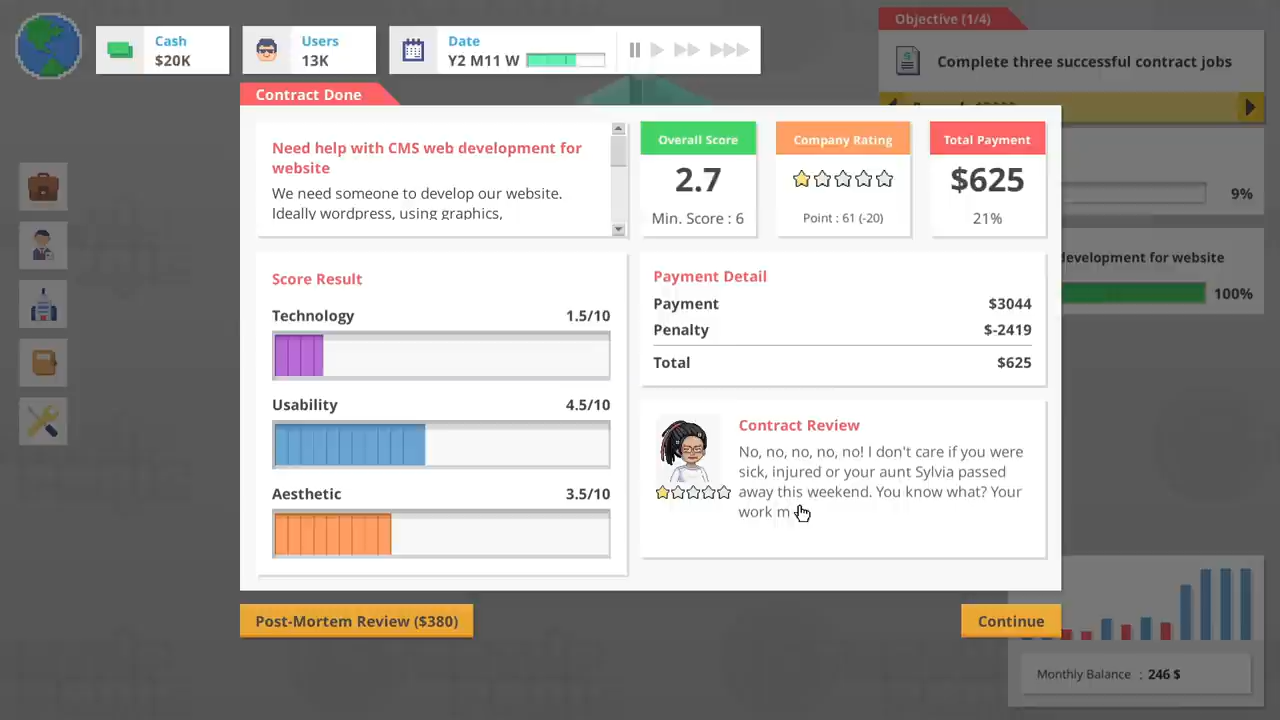 Cash
$20K
Users
13K
Date
Y2 M11 W
Objective (1/4)
Complete three successful contract jobs
Contract Done
Need help with CMS web development for
website
We need someone to develop our website.
Ideally wordpress, using graphics,
Overall Score
2.7
Min. Score : 6
Company Rating
Point : 61 (-20)
Total Payment
$625
21%
9%
development for website
100%
Score Result
Technology 1.5/10
Usability 4.5/10
Aesthetic 3.5/10
Payment Detail
Payment $3044
Penalty $-2419
Total $625
Contract Review
No, no, no, no, no! I don't care if you were
sick, injured or your aunt Sylvia passed
away this weekend. You know what? Your
work m
Post-Mortem Review ($380)
Continue
Monthly Balance : 246 $